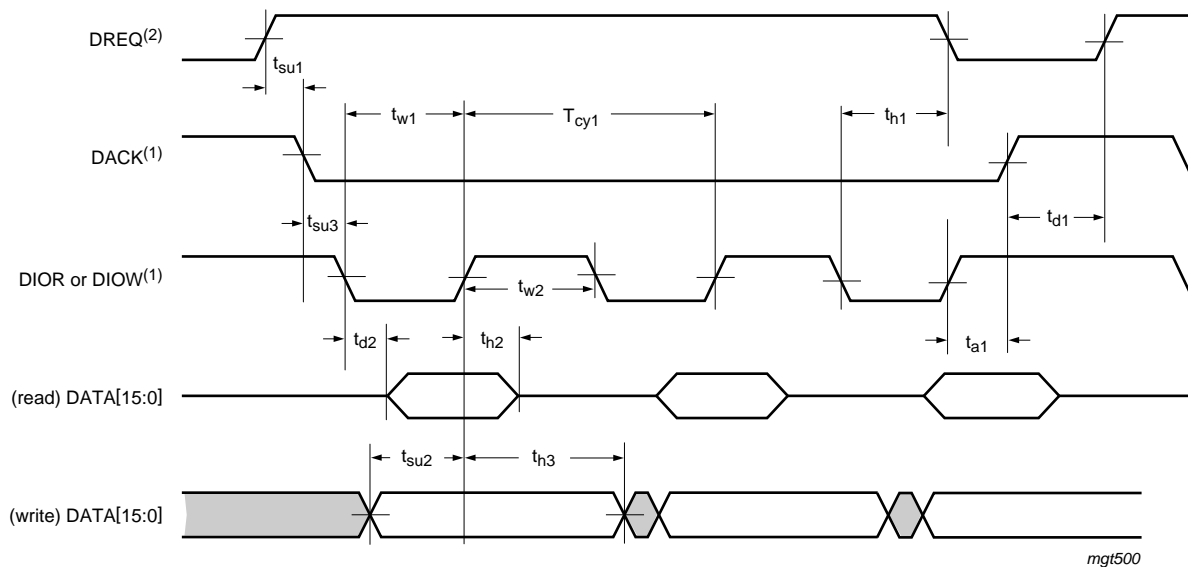 DREQ(2)
tsu1
tw1
Tcy1
th1
DACK(1)
tsu3
td1
DIOR or DIOW(1)
tw2
td2
th2
ta1
(read) DATA[15:0]
tsu2
th3
(write) DATA[15:0]
mgt500